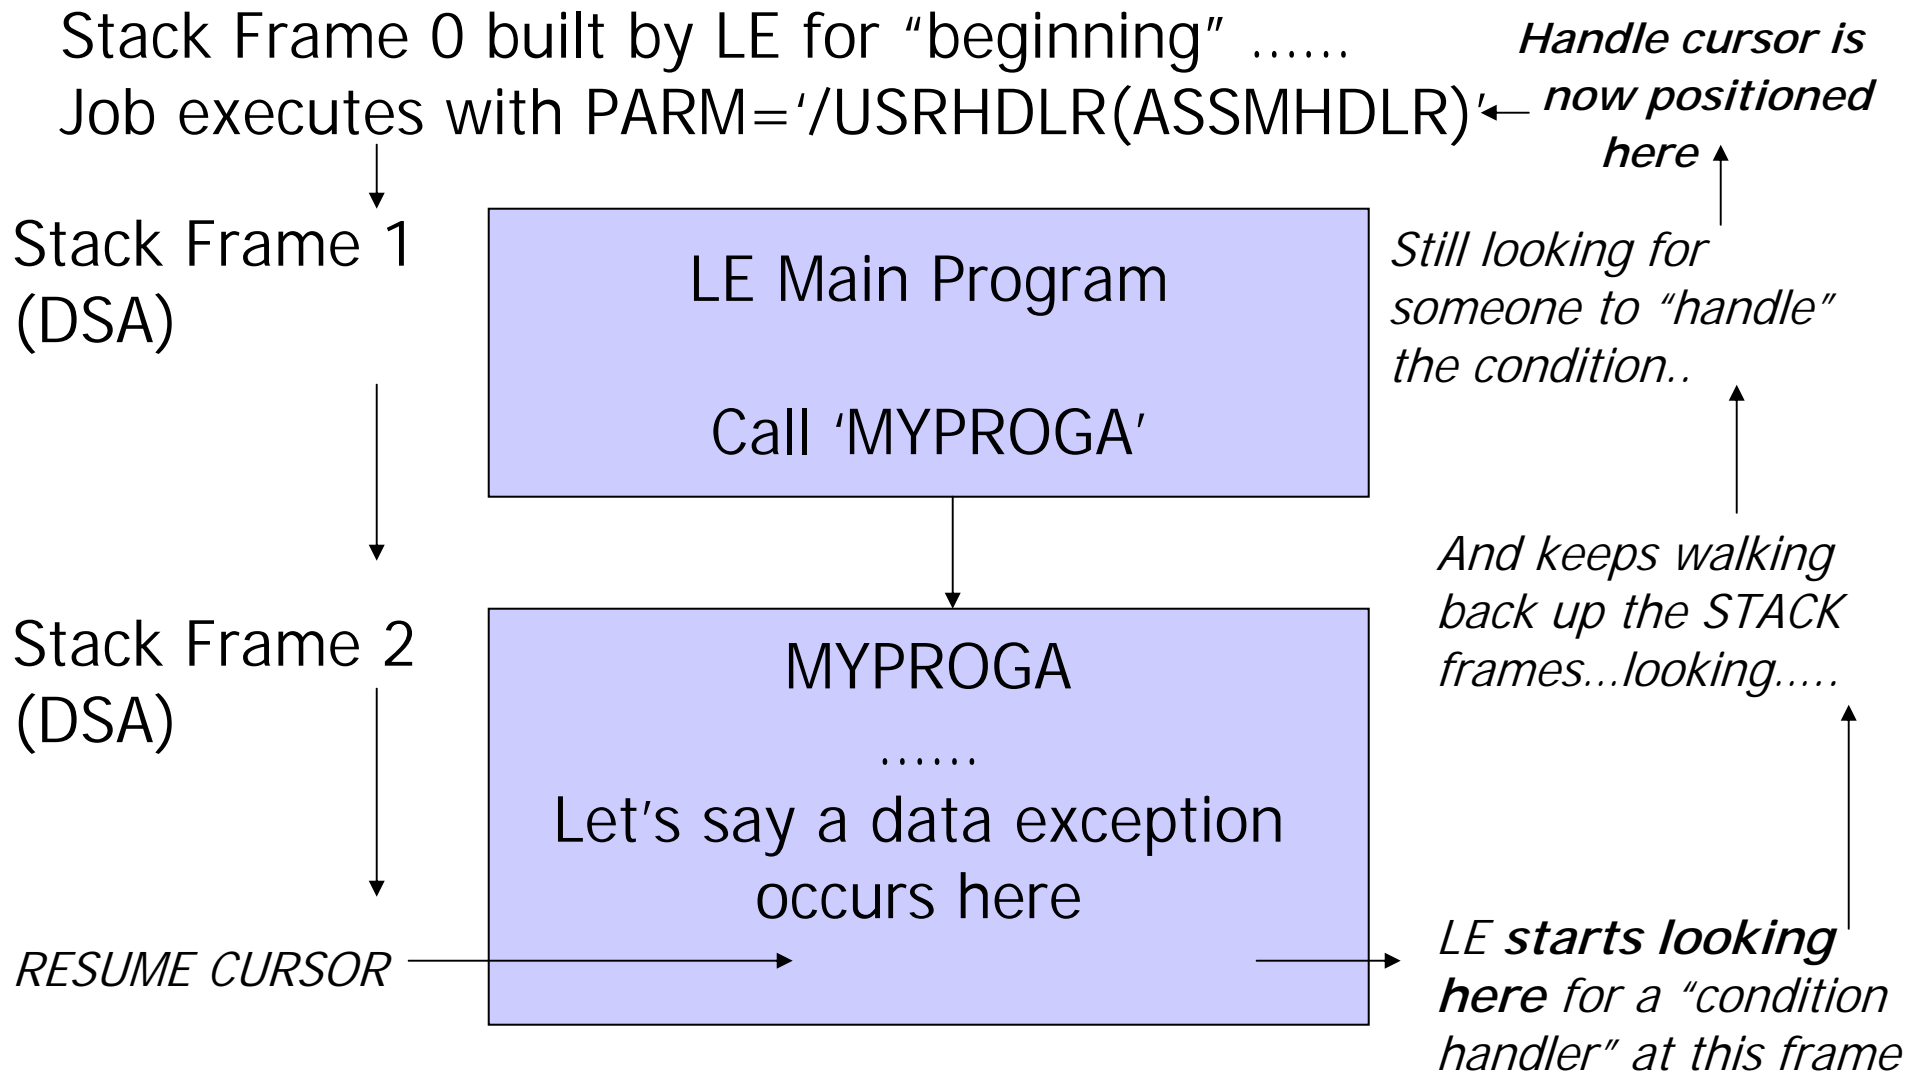 Stack Frame 0 built by LE for “beginning” ……
Job executes with PARM=‘/USRHDLR(ASSMHDLR)’
Handle cursor is
now positioned
here
Stack Frame 1
(DSA)
LE Main Program
Call ‘MYPROGA’
Still looking for
someone to “handle”
the condition..
Stack Frame 2
(DSA)
MYPROGA
……
Let’s say a data exception
occurs here
And keeps walking
back up the STACK
frames…looking…..
RESUME CURSOR
LE starts looking
here for a “condition
handler” at this frame